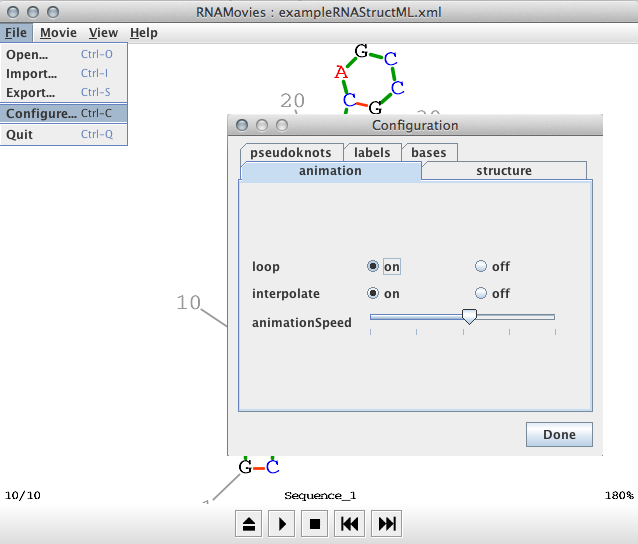 RNAMovies : exampleRNAStructML.xml
File Movie View Help
Open... Ctrl-O
Import... Ctrl-I
Export... Ctrl-S
Configure... Ctrl-C
Quit Ctrl-Q
G
A C
C
C G
20
Configuration
pseudoknots labels bases
animation structure
loop on off
interpolate on off
animationSpeed
10
Done
G C
10/10 Sequence_1 180%